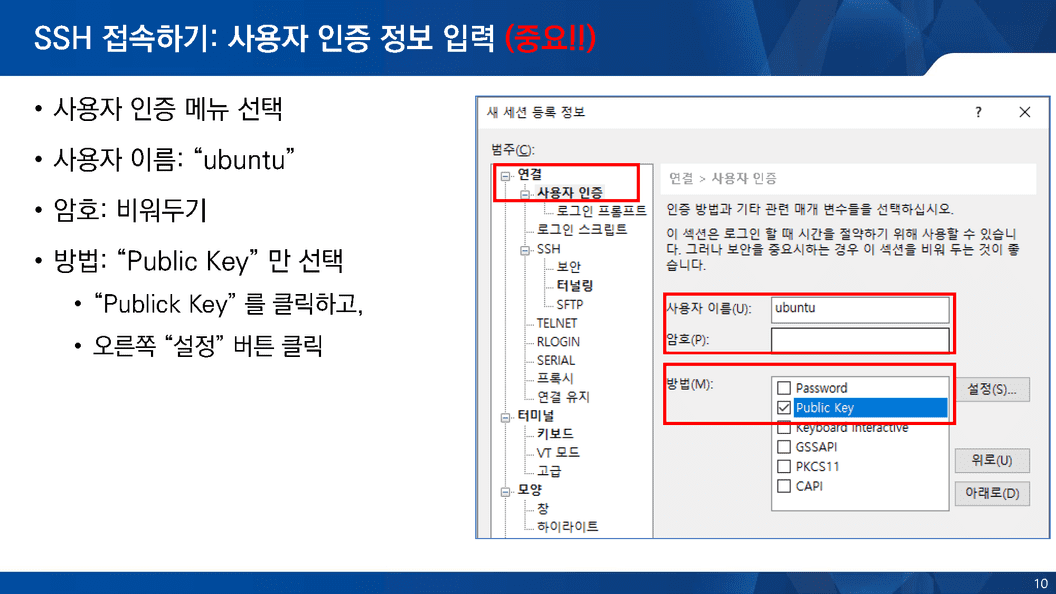 SSH 접속하기: 사용자 인증 정보 입력 (중요!!)
• 사용자 인증 메뉴 선택
• 사용자 이름: “ubuntu”
• 암호: 비워두기
• 방법: “Public Key” 만 선택
• “Publick Key” 를 클릭하고,
• 오른쪽 “설정” 버튼 클릭
새 세션 등록 정보
?
범주(C):
연결
사용자 인증
로그인 프롬프트
로그인 스크립트
SSH
보안
터널링
SFTP
TELNET
RLOGIN
SERIAL
프록시
연결 유지
터미널
키보드
VT 모드
고급
모양
창
하이라이트
연결 > 사용자 인증
인증 방법과 기타 관련 매개 변수들을 선택하십시오.
이 섹션은 로그인 할 때 시간을 절약하기 위해 사용할 수 있습니
다. 그러나 보안을 중요시하는 경우 이 섹션을 비워 두는 것이 좋
습니다.
사용자 이름(U):
ubuntu
암호(P):
방법(M):
Password
Public Key
Keyboard Interactive
GSSAPI
PKCS11
CAPI
설정(S)...
위로(U)
아래로(D)
10